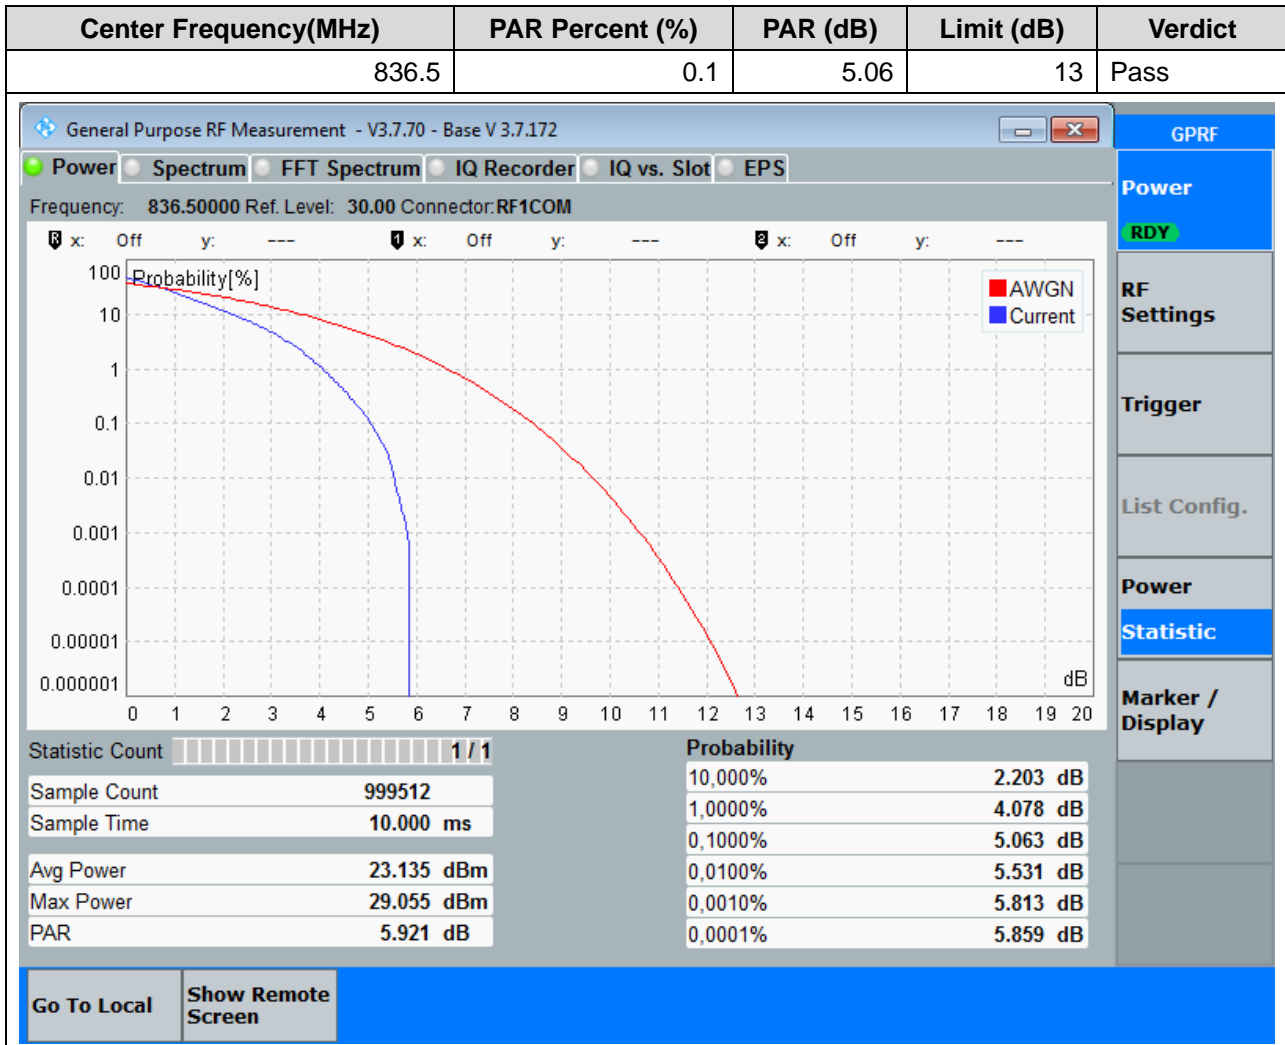 Center Frequency(MHz) PAR Percent (%) PAR (dB) Limit (dB) Verdict
836.5 0.1 5.06 13 Pass
General Purpose RF Measurement - V3.7.70 - Base V 3.7.172
GPRF
Power Spectrum FFT Spectrum IQ Recorder IQ vs. Slot EPS
Frequency: 836.50000 Ref. Level: 30.00 Connector: RF1COM
R x: Off y: --- 1 x: Off y: --- 2 x: Off y: ---
Probability[%]
100
10
1
0.1
0.01
0.001
0.0001
0.00001
0.000001
AWGN
Current
dB
0 1 2 3 4 5 6 7 8 9 10 11 12 13 14 15 16 17 18 19 20
Statistic Count 1 / 1
Sample Count 999512
Sample Time 10.000 ms
Avg Power 23.135 dBm
Max Power 29.055 dBm
PAR 5.921 dB
Probability
10,000% 2.203 dB
1,0000% 4.078 dB
0,1000% 5.063 dB
0,0100% 5.531 dB
0,0010% 5.813 dB
0,0001% 5.859 dB
Power
RDY
RF
Settings
Trigger
List Config.
Power
Statistic
Marker /
Display
Go To Local
Show Remote
Screen